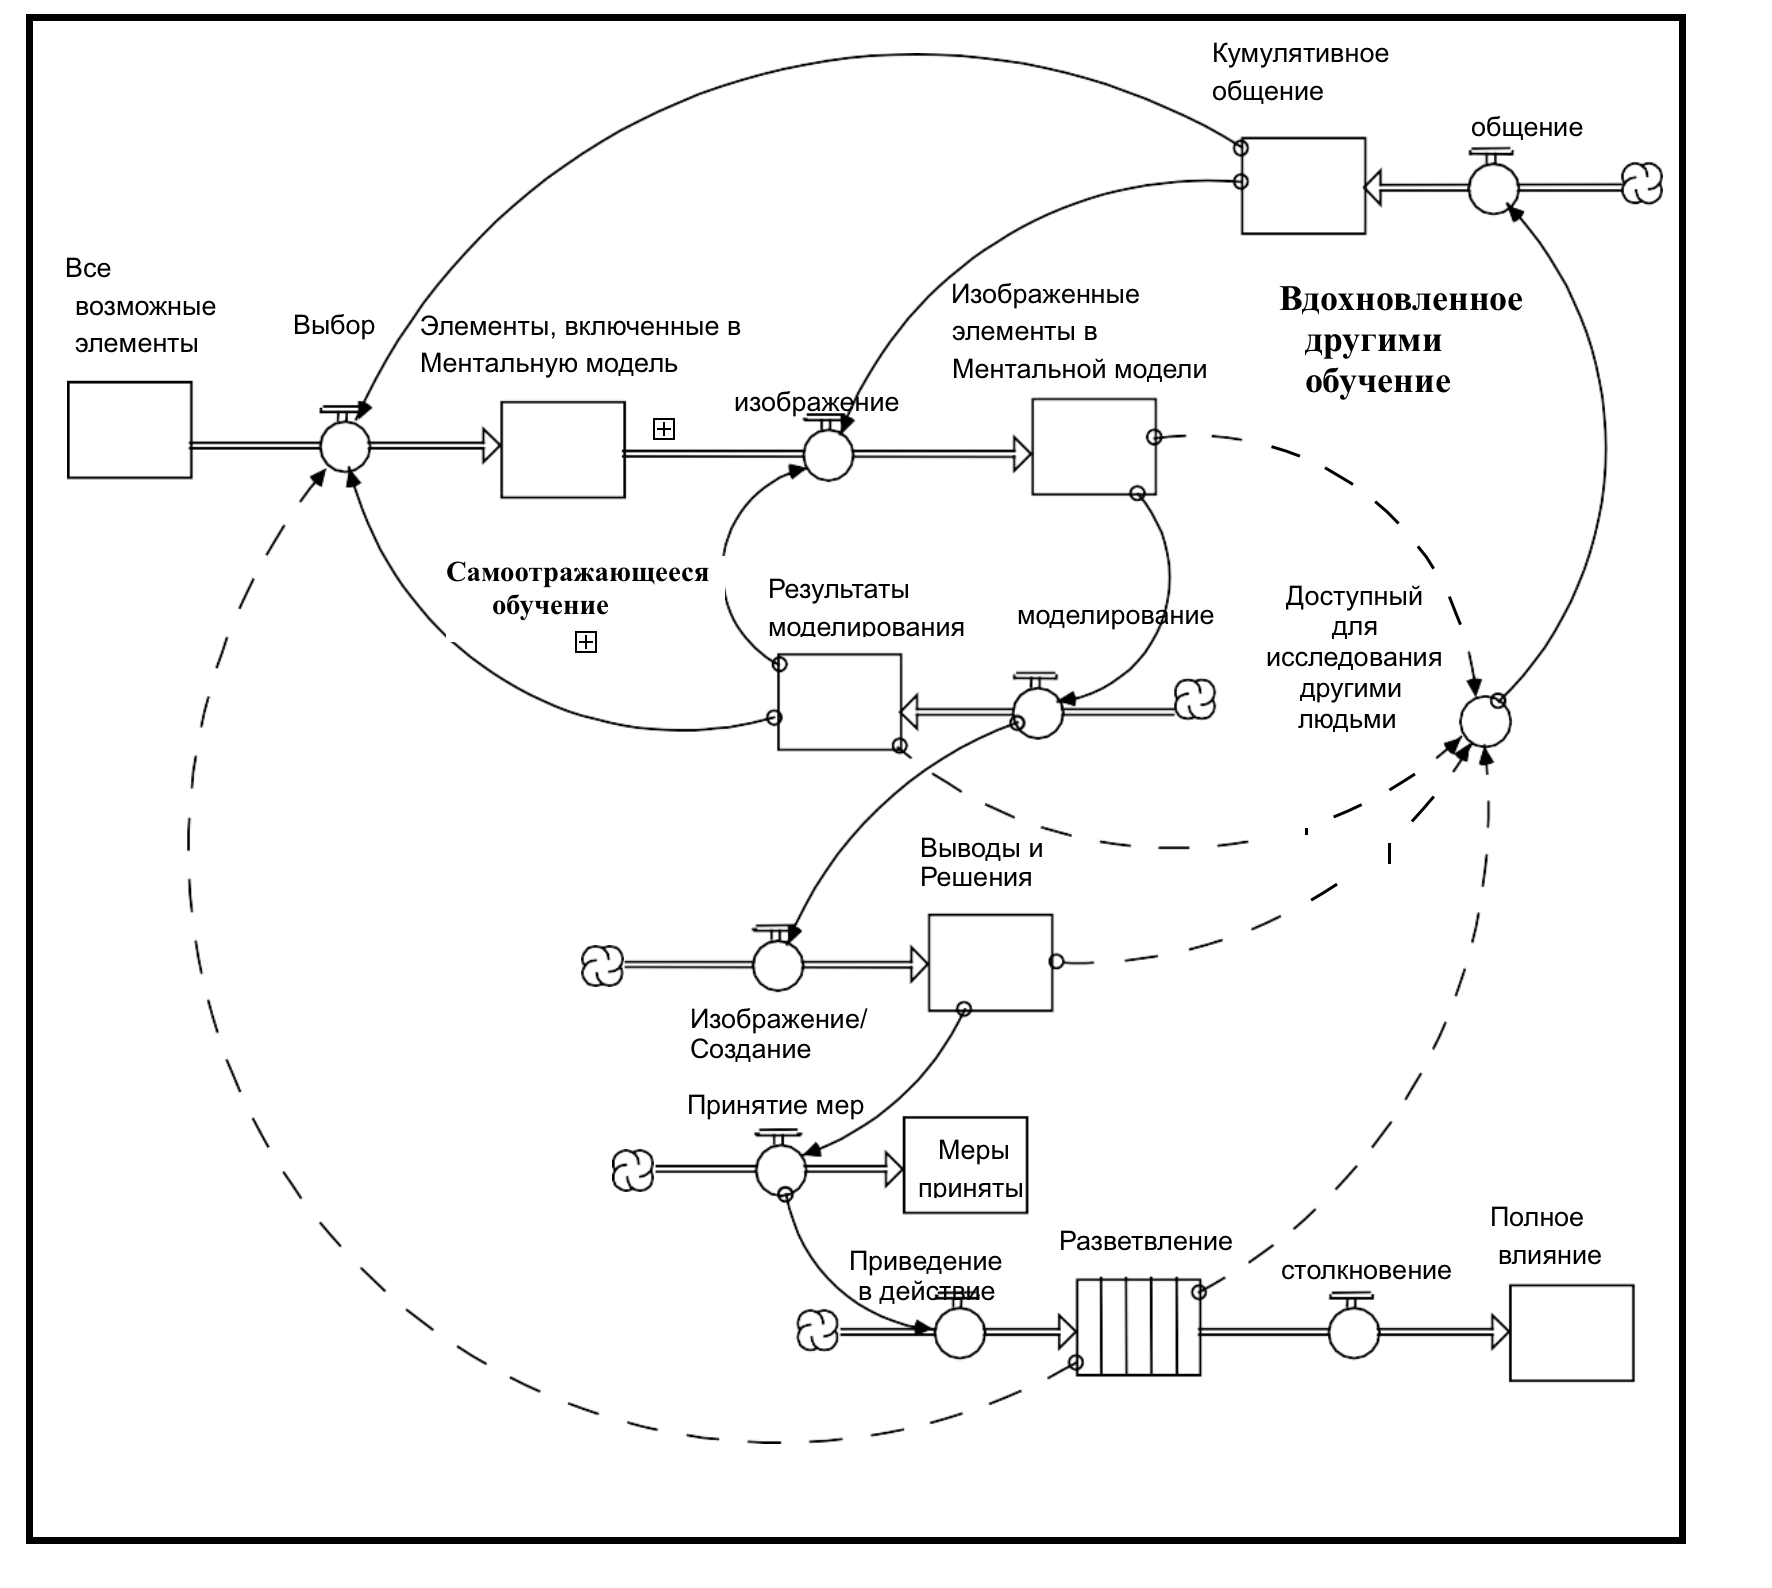 Кумулятивное
общение
общение
Все
возможные
элементы
Выбор
Элементы, включенные в
Ментальную модель
изображение
Изображенные
элементы в
Ментальной модели
Вдохновленное
другими
обучение
Самоотражающееся
обучение
Результаты
моделирования
моделирование
Доступный
для
исследования
другими
людьми
Выводы и
Решения
Изображение/
Создание
Принятие мер
Меры
приняты
Приведение
в действие
Разветвление
столкновение
Полное
влияние